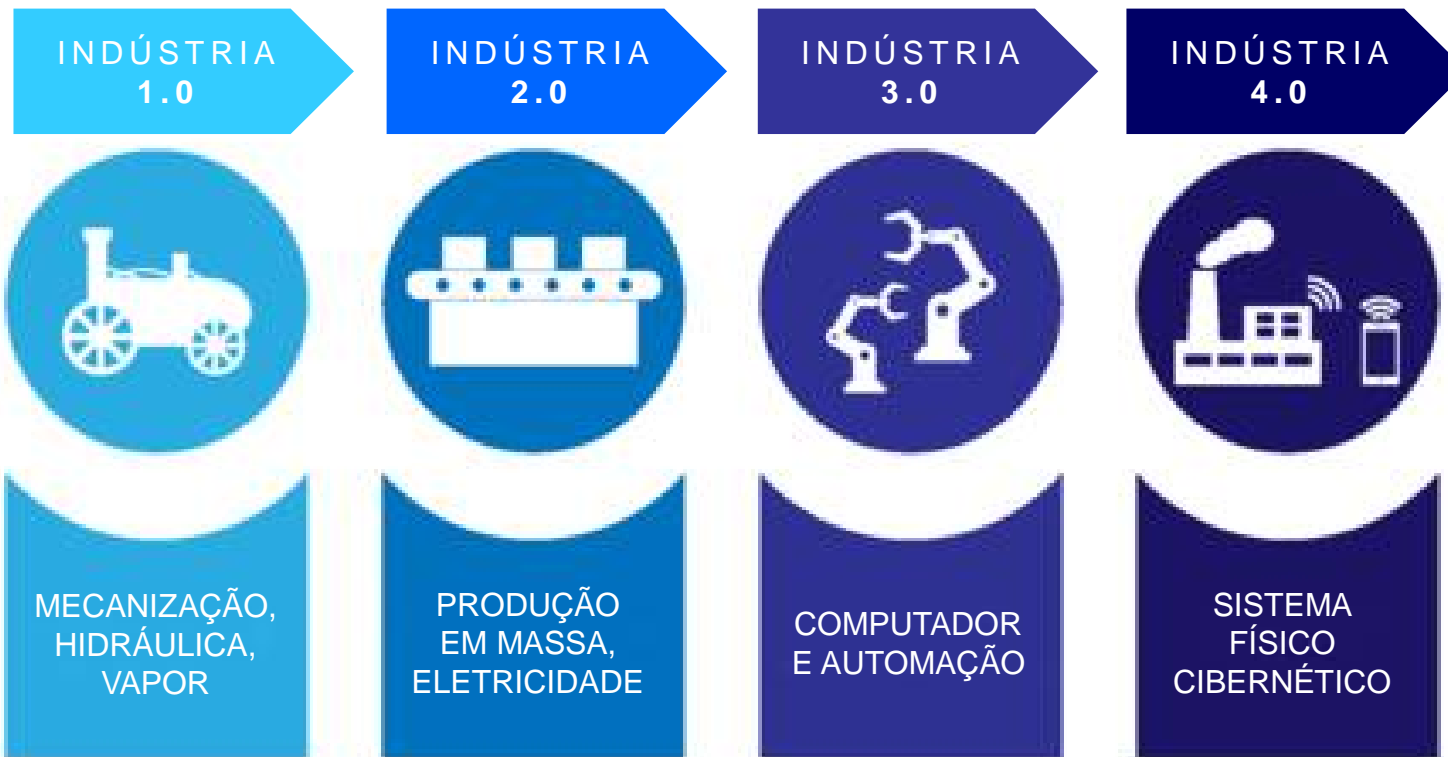 INDÚSTRIA
1.0
INDÚSTRIA
2.0
INDÚSTRIA
3.0
INDÚSTRIA
4.0
MECANIZAÇÃO,
HIDRÁULICA,
VAPOR
PRODUÇÃO
EM MASSA,
ELETRICIDADE
COMPUTADOR
E AUTOMAÇÃO
SISTEMA
FÍSICO
CIBERNÉTICO